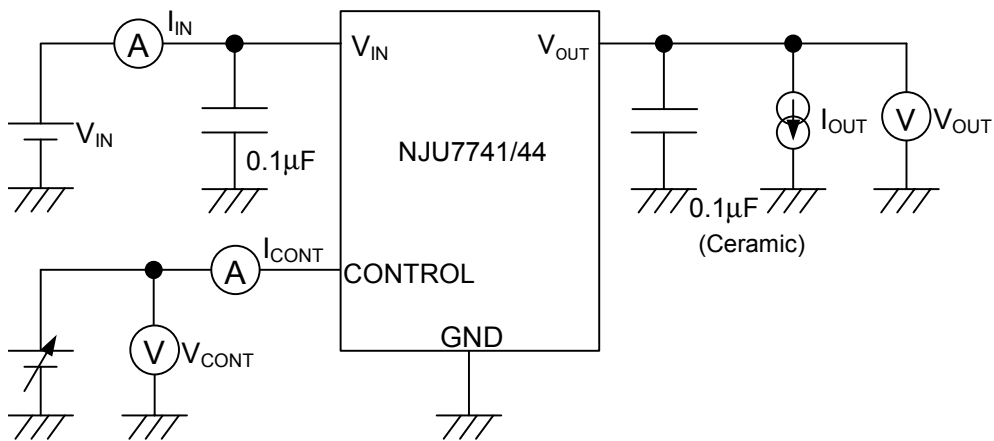 A I_IN
V_IN
0.1μF
V_IN
V_OUT
NJU7741/44
I_OUT
V V_OUT
0.1μF
(Ceramic)
A I_CONT
CONTROL
V V_CONT
GND